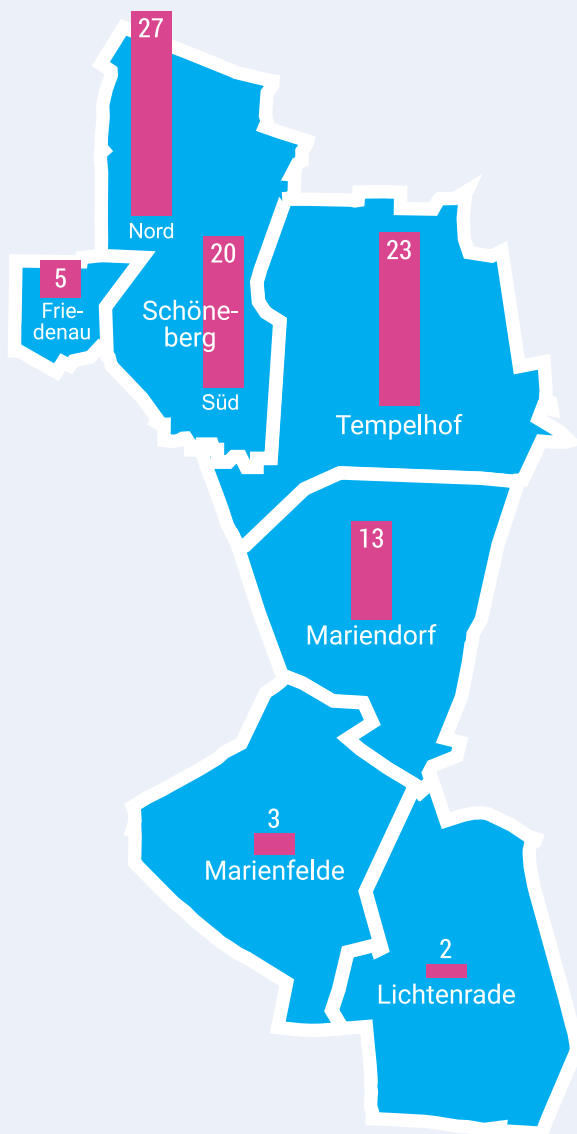 27
Nord
20
Schöne-
berg
Süd
5
Frie-
denau
23
Tempelhof
13
Mariendorf
3
Marienfelde
2
Lichtenrade